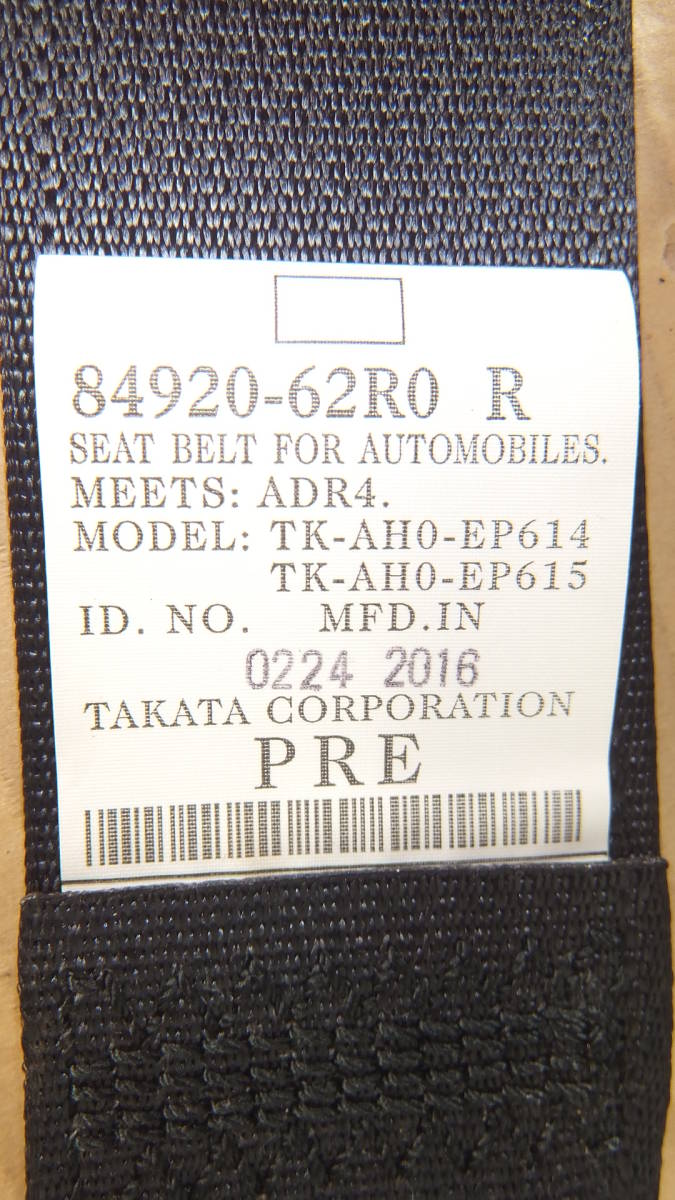 84920-62R0 R
SEAT BELT FOR AUTOMOBILES.
MEETS: ADR4.
MODEL: TK-AH0-EP614
TK-AH0-EP615
ID. NO. MFD.IN
0224 2016
TAKATA CORPORATION
PRE